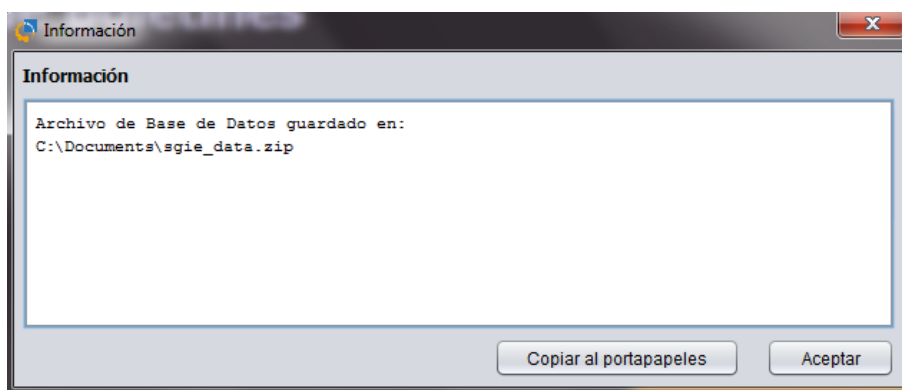 Información
Información
Archivo de Base de Datos guardado en:
C:\Documents\sgie_data.zip
Copiar al portapapeles
Aceptar